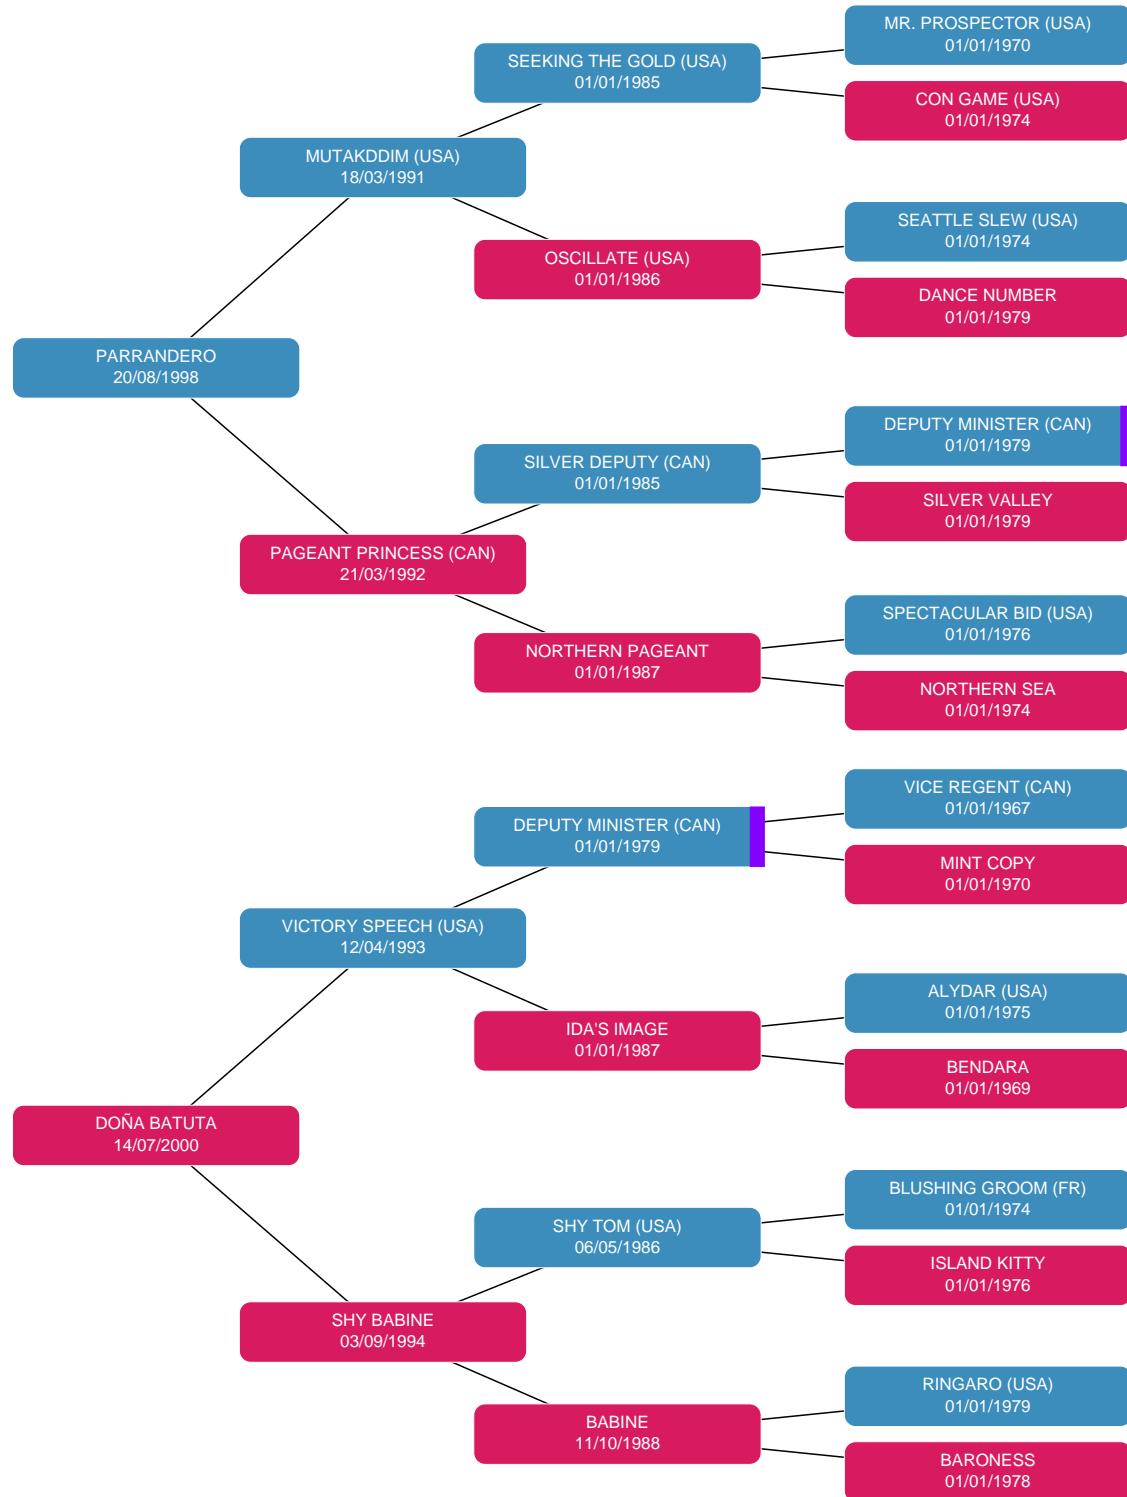 MR. PROSPECTOR (USA)
01/01/1970
SEEKING THE GOLD (USA)
01/01/1985
CON GAME (USA)
01/01/1974
MUTAKDDIM (USA)
18/03/1991
SEATTLE SLEW (USA)
01/01/1974
OSCILLATE (USA)
01/01/1986
DANCE NUMBER
01/01/1979
PARRANDERO
20/08/1998
DEPUTY MINISTER (CAN)
01/01/1979
SILVER DEPUTY (CAN)
01/01/1985
SILVER VALLEY
01/01/1979
PAGEANT PRINCESS (CAN)
21/03/1992
SPECTACULAR BID (USA)
01/01/1976
NORTHERN PAGEANT
01/01/1987
NORTHERN SEA
01/01/1974
VICE REGENT (CAN)
01/01/1967
DEPUTY MINISTER (CAN)
01/01/1979
MINT COPY
01/01/1970
VICTORY SPEECH (USA)
12/04/1993
ALYDAR (USA)
01/01/1975
IDA'S IMAGE
01/01/1987
BENDARA
01/01/1969
DOÑA BATUTA
14/07/2000
BLUSHING GROOM (FR)
01/01/1974
SHY TOM (USA)
06/05/1986
ISLAND KITTY
01/01/1976
SHY BABINE
03/09/1994
RINGARO (USA)
01/01/1979
BABINE
11/10/1988
BARONESS
01/01/1978